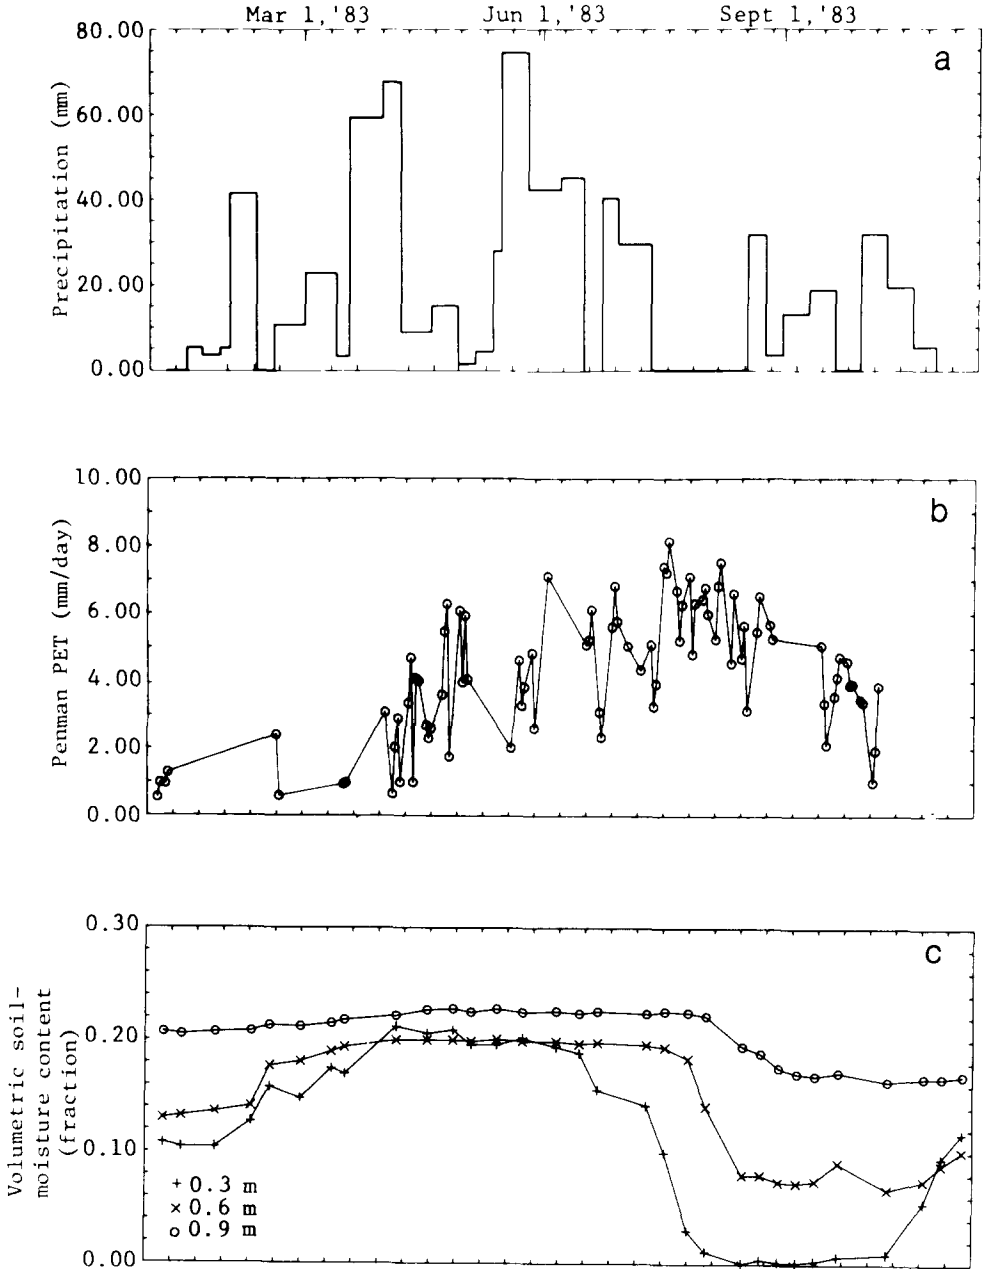 Mar 1,'83 Jun 1,'83 Sept 1,'83
a
Precipitation (mm)
80.00
60.00
40.00
20.00
0.00
b
Penman PET (mm/day)
10.00
8.00
6.00
4.00
2.00
0.00
c
Volumetric soil-
moisture content
(fraction)
0.30
0.20
0.10
0.00
+ 0.3 m
× 0.6 m
o 0.9 m